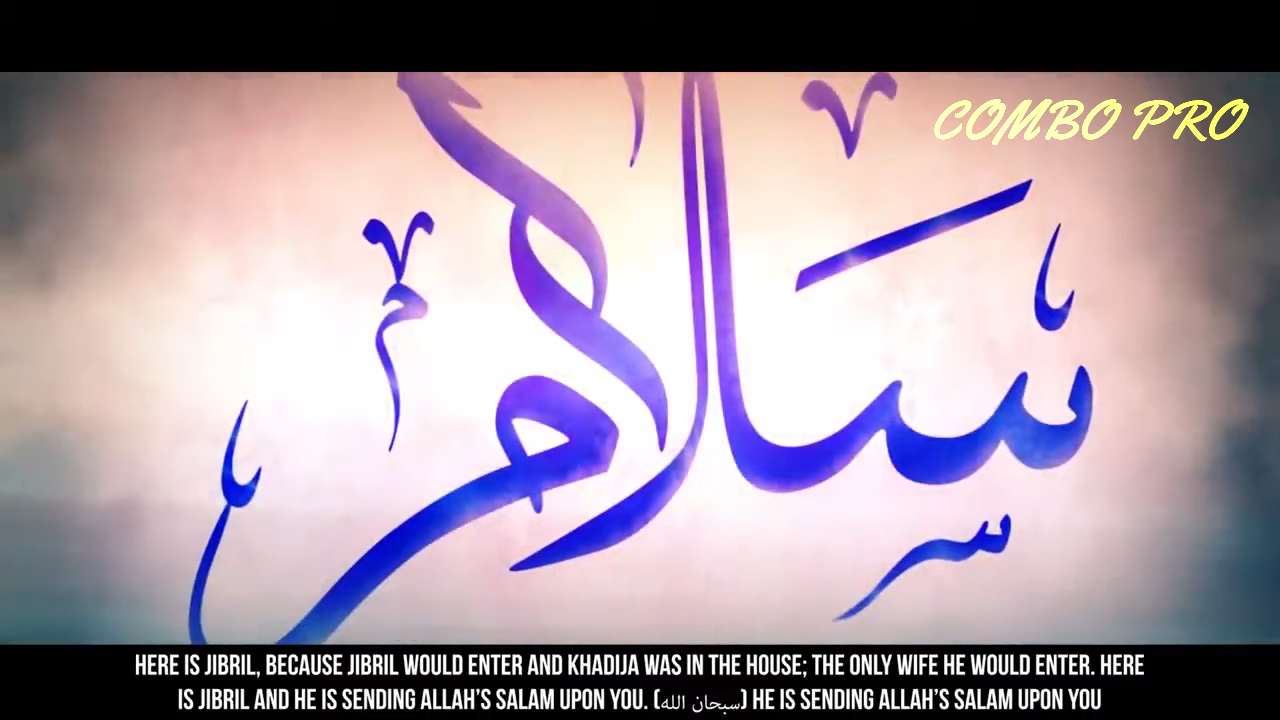 COMBO PRO
سَلام
HERE IS JIBRIL, BECAUSE JIBRIL WOULD ENTER AND KHADIJA WAS IN THE HOUSE; THE ONLY WIFE HE WOULD ENTER. HERE
IS JIBRIL AND HE IS SENDING ALLAH'S SALAM UPON YOU. (سبحان الله) HE IS SENDING ALLAH'S SALAM UPON YOU